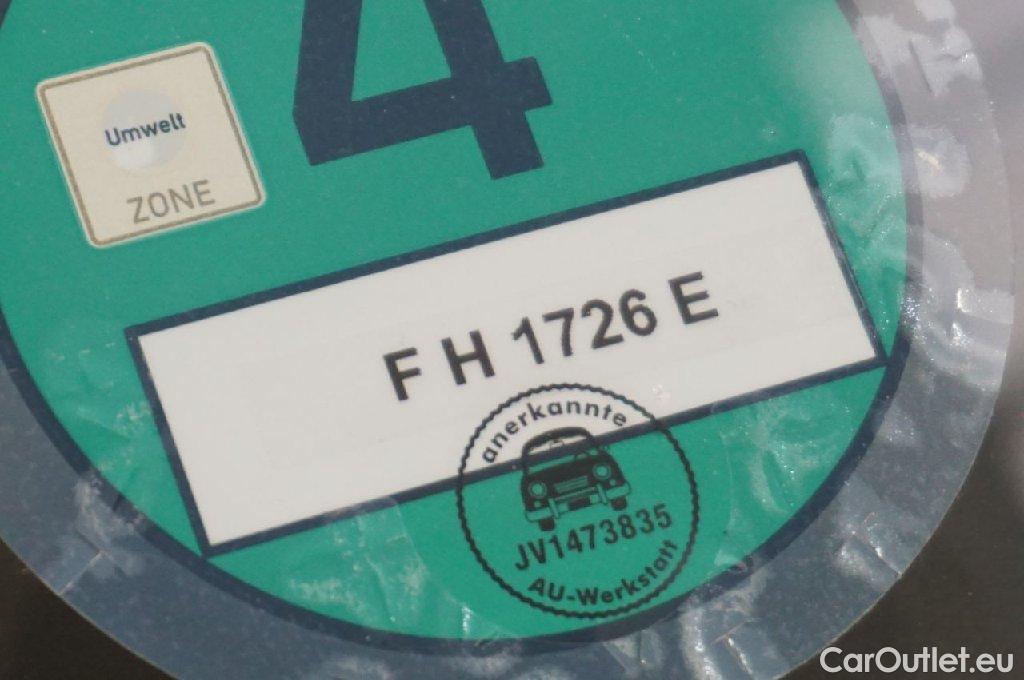 4
Umwelt
ZONE
F H 1726 E
anerkannte
JV1473835
AU-Werkstatt
CarOutlet.eu